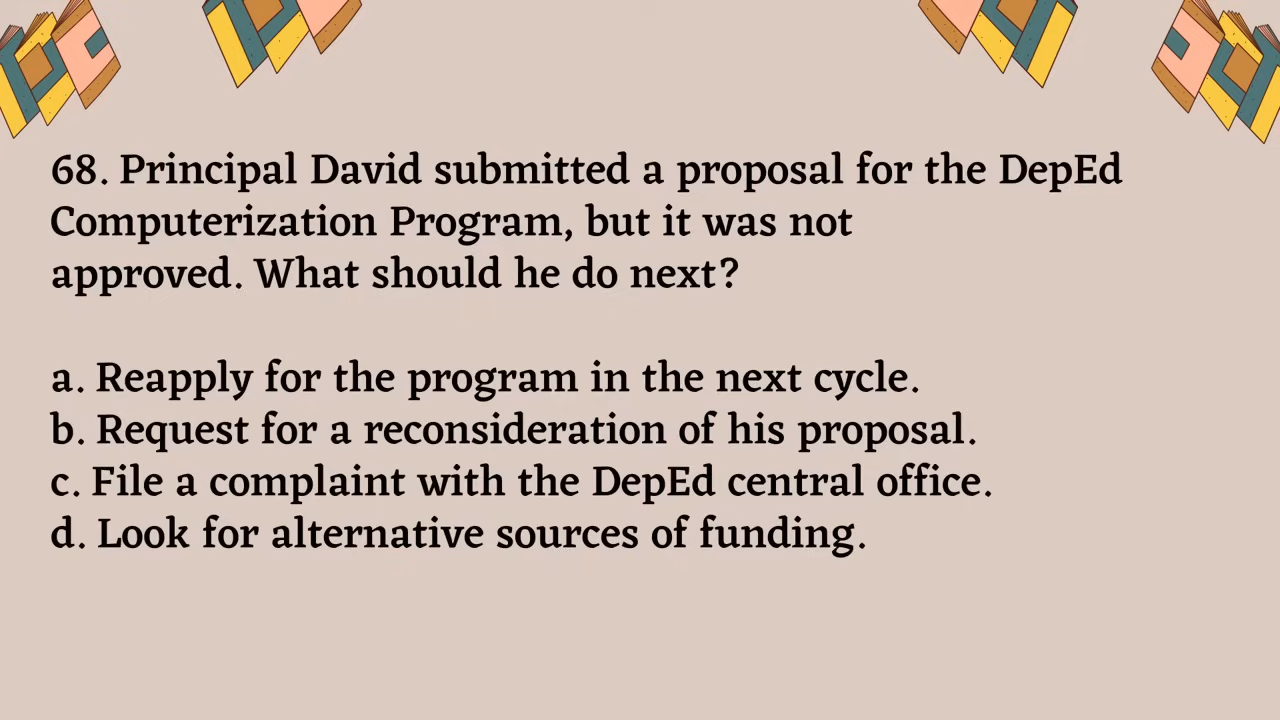 68. Principal David submitted a proposal for the DepEd
Computerization Program, but it was not
approved. What should he do next?
a. Reapply for the program in the next cycle.
b. Request for a reconsideration of his proposal.
c. File a complaint with the DepEd central office.
d. Look for alternative sources of funding.